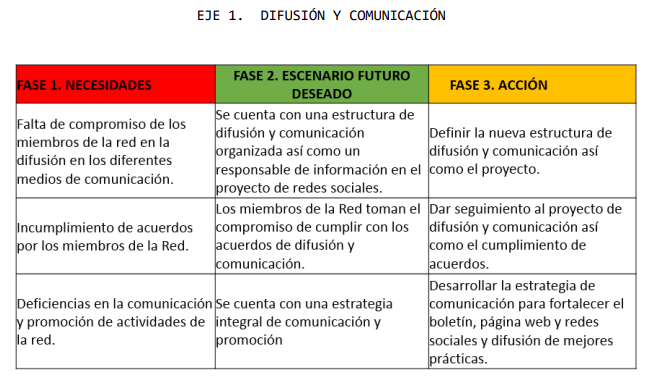 EJE 1. DIFUSIÓN Y COMUNICACIÓN
FASE 1. NECESIDADES
FASE 2. ESCENARIO FUTURO
DESEADO
FASE 3. ACCIÓN
Falta de compromiso de los
miembros de la red en la
difusión en los diferentes
medios de comunicación.
Se cuenta con una estructura de
difusión y comunicación
organizada así como un
responsable de información en el
proyecto de redes sociales.
Definir la nueva estructura de
difusión y comunicación así
como el proyecto.
Incumplimiento de acuerdos
por los miembros de la Red.
Los miembros de la Red toman el
compromiso de cumplir con los
acuerdos de difusión y
comunicación.
Dar seguimiento al proyecto de
difusión y comunicación así
como el cumplimiento de
acuerdos.
Deficiencias en la comunicación
y promoción de actividades de
la red.
Se cuenta con una estrategia
integral de comunicación y
promoción
Desarrollar la estrategia de
comunicación para fortalecer el
boletín, página web y redes
sociales y difusión de mejores
prácticas.